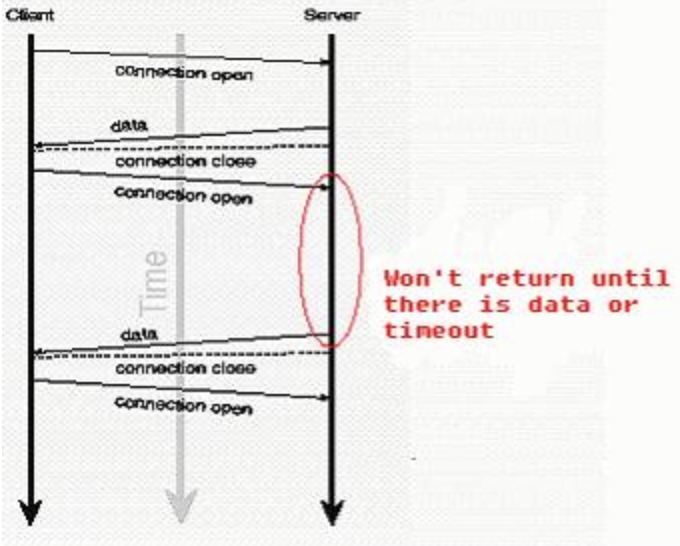 Client
Server
connection open
data
connection close
connection open
Time
Won't return until
there is data or
timeout
data
connection close
connection open